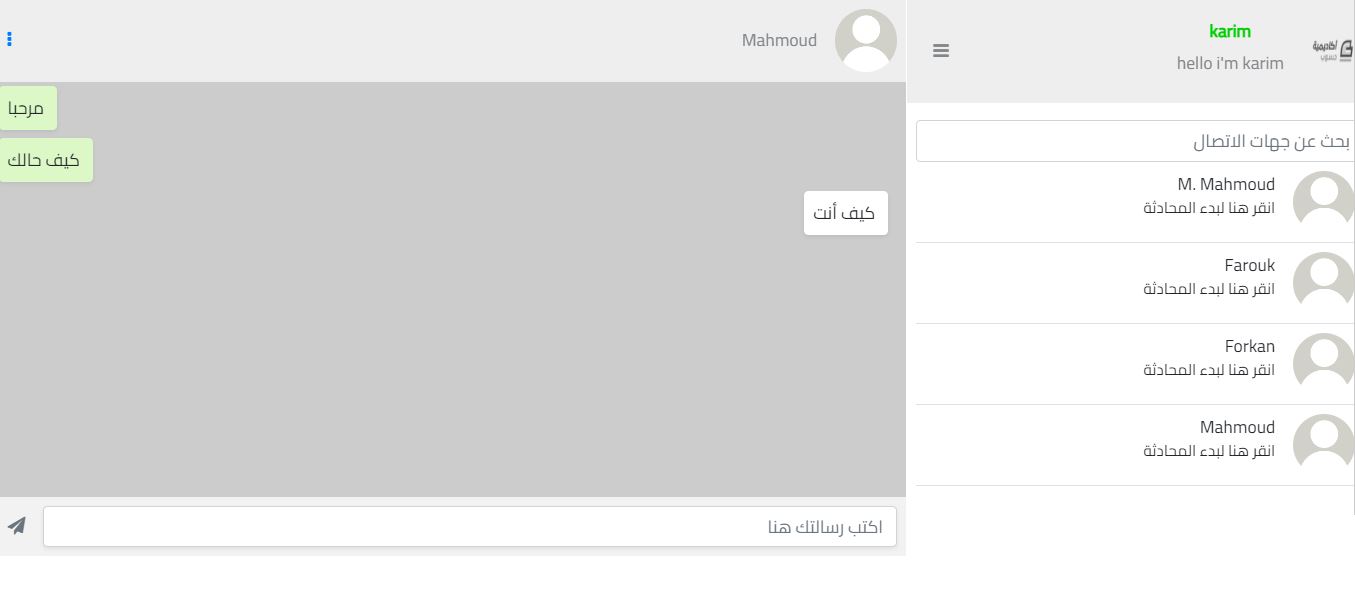 karim
hello i'm karim
أكاديمية
حسوب
بحث عن جهات الاتصال
M. Mahmoud
انقر هنا لبدء المحادثة
Farouk
انقر هنا لبدء المحادثة
Forkan
انقر هنا لبدء المحادثة
Mahmoud
انقر هنا لبدء المحادثة
Mahmoud
مرحبا
كيف حالك
كيف أنت
اكتب رسالتك هنا